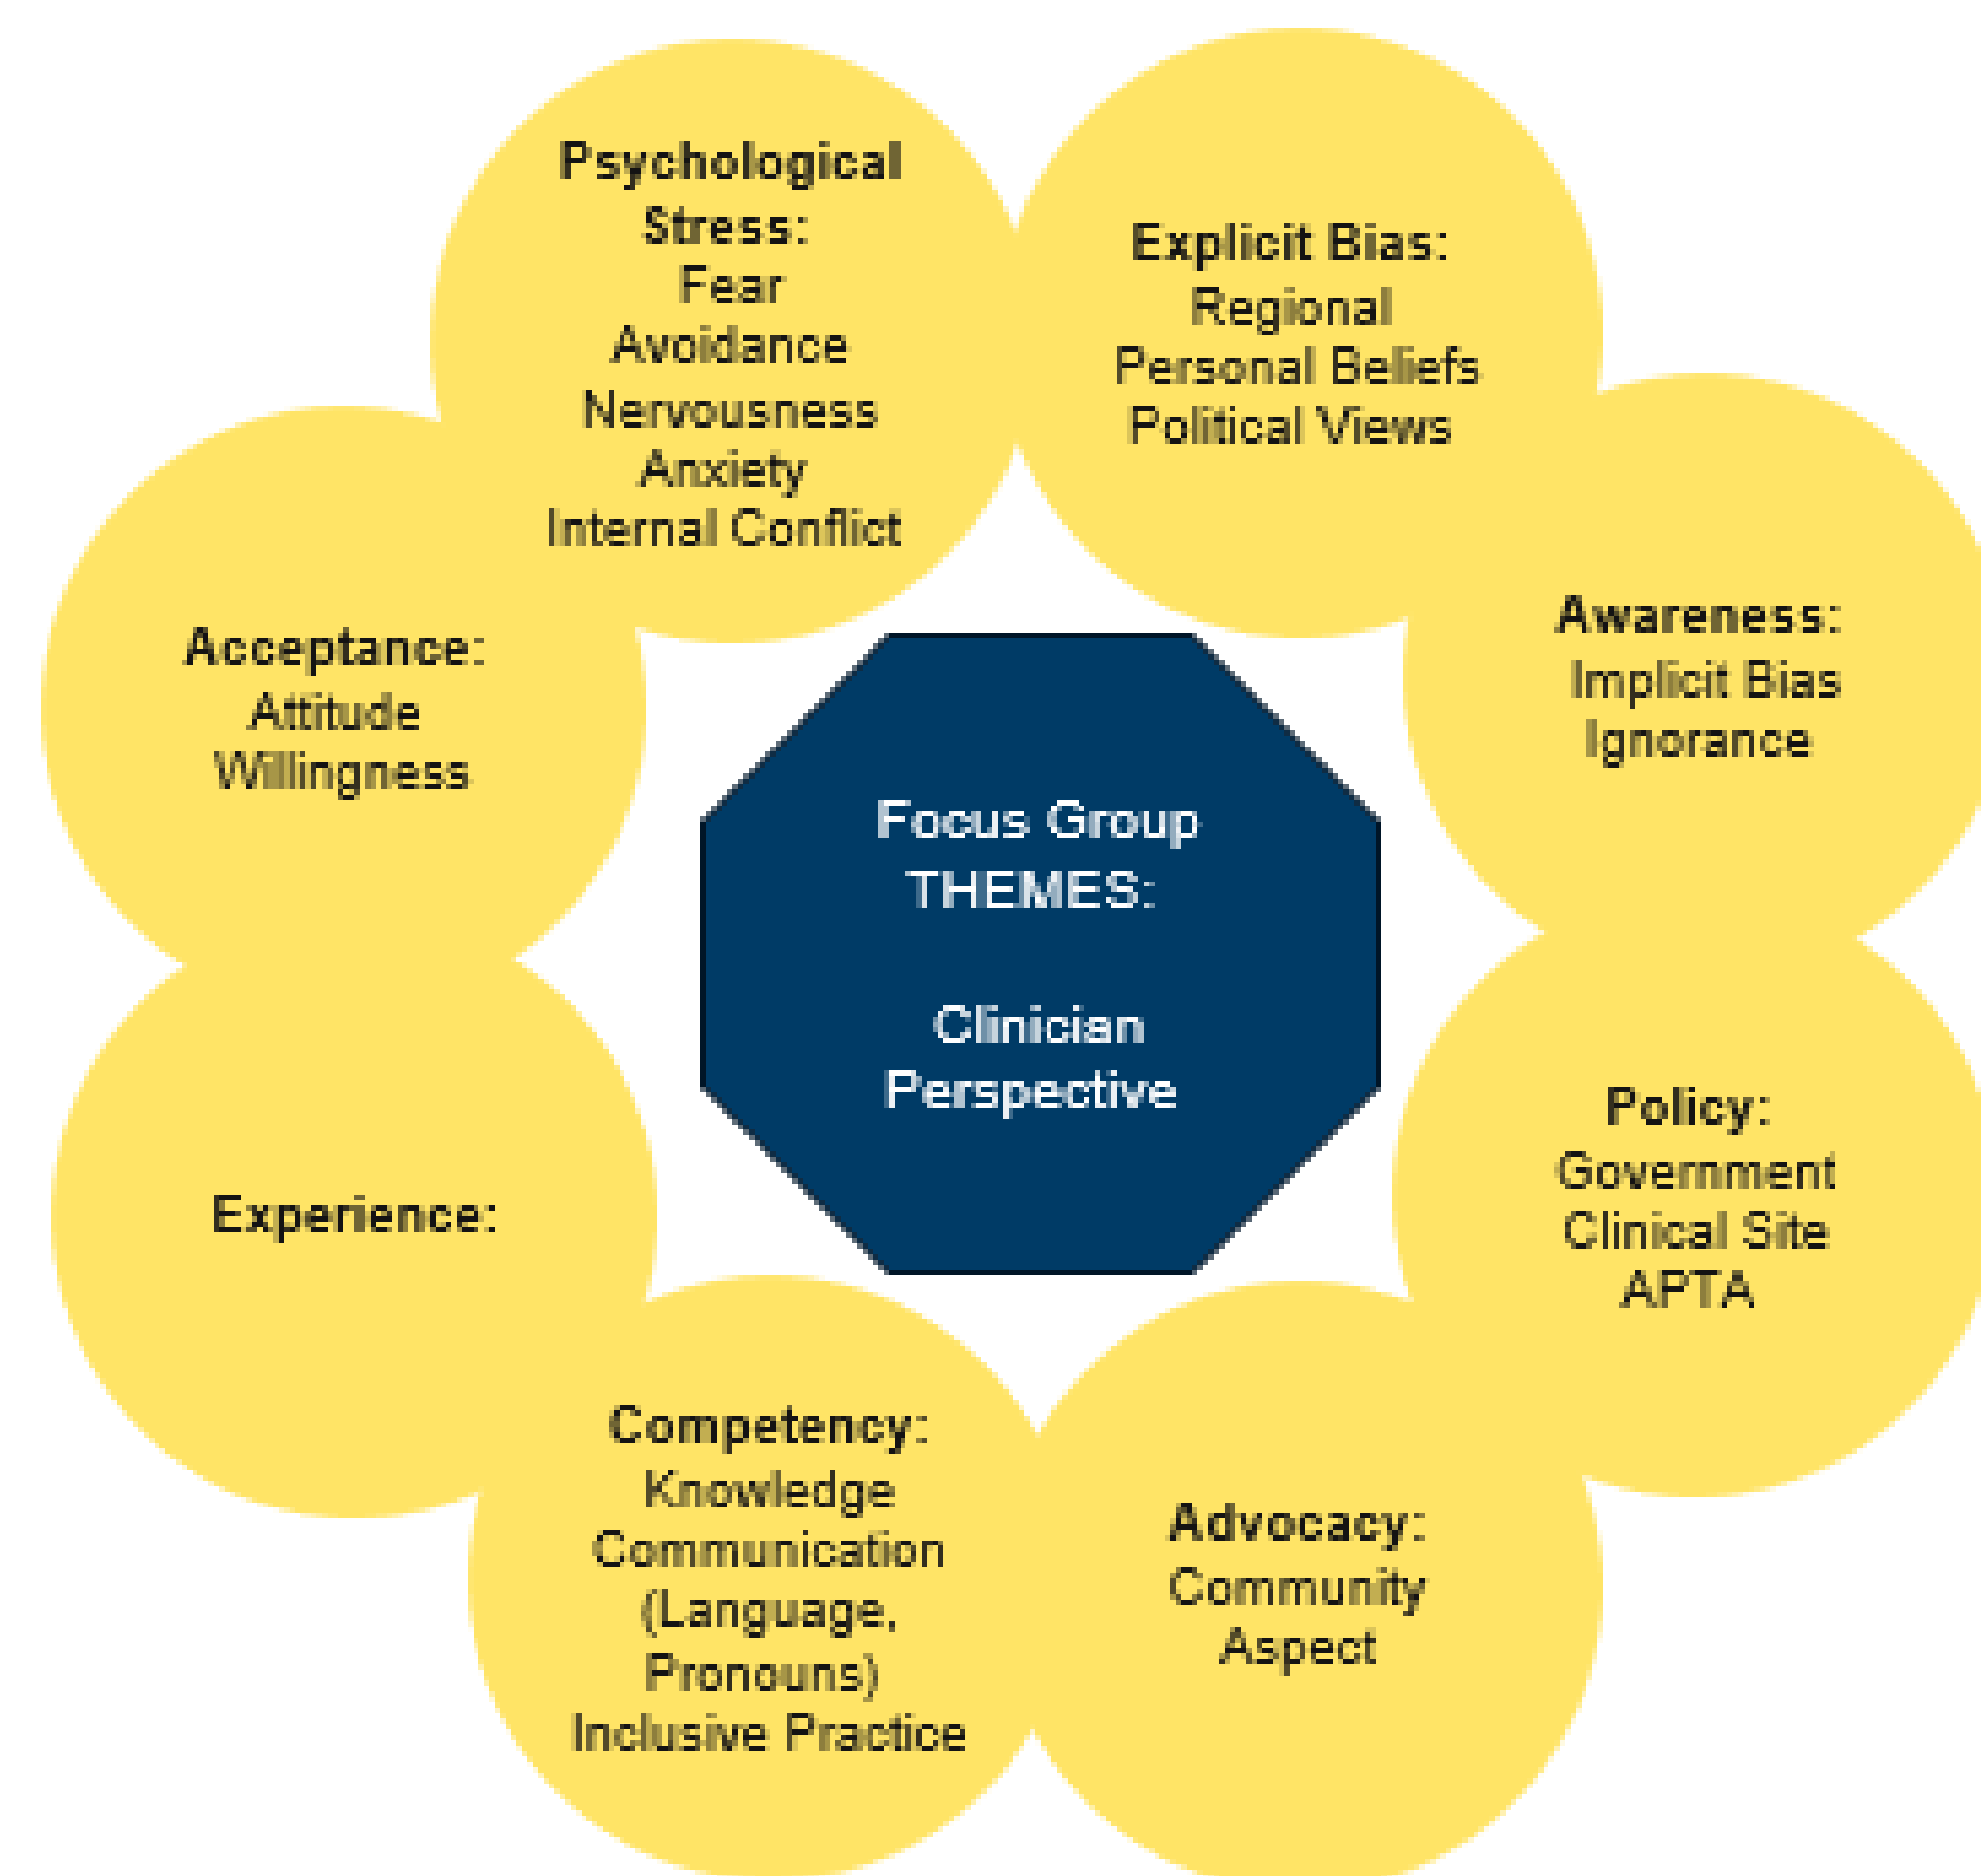 Psychological
Stress:
Fear
Avoidance
Nervousness
Anxiety
Internal Conflict
Explicit Bias:
Regional
Personal Beliefs
Political Views
Awareness:
Implicit Bias
Ignorance
Policy:
Government
Clinical Site
APTA
Advocacy:
Community
Aspect
Competency:
Knowledge
Communication
(Language,
Pronouns)
Inclusive Practice
Experience:
Acceptance:
Attitude
Willingness
Focus Group
THEMES:
Clinician
Perspective